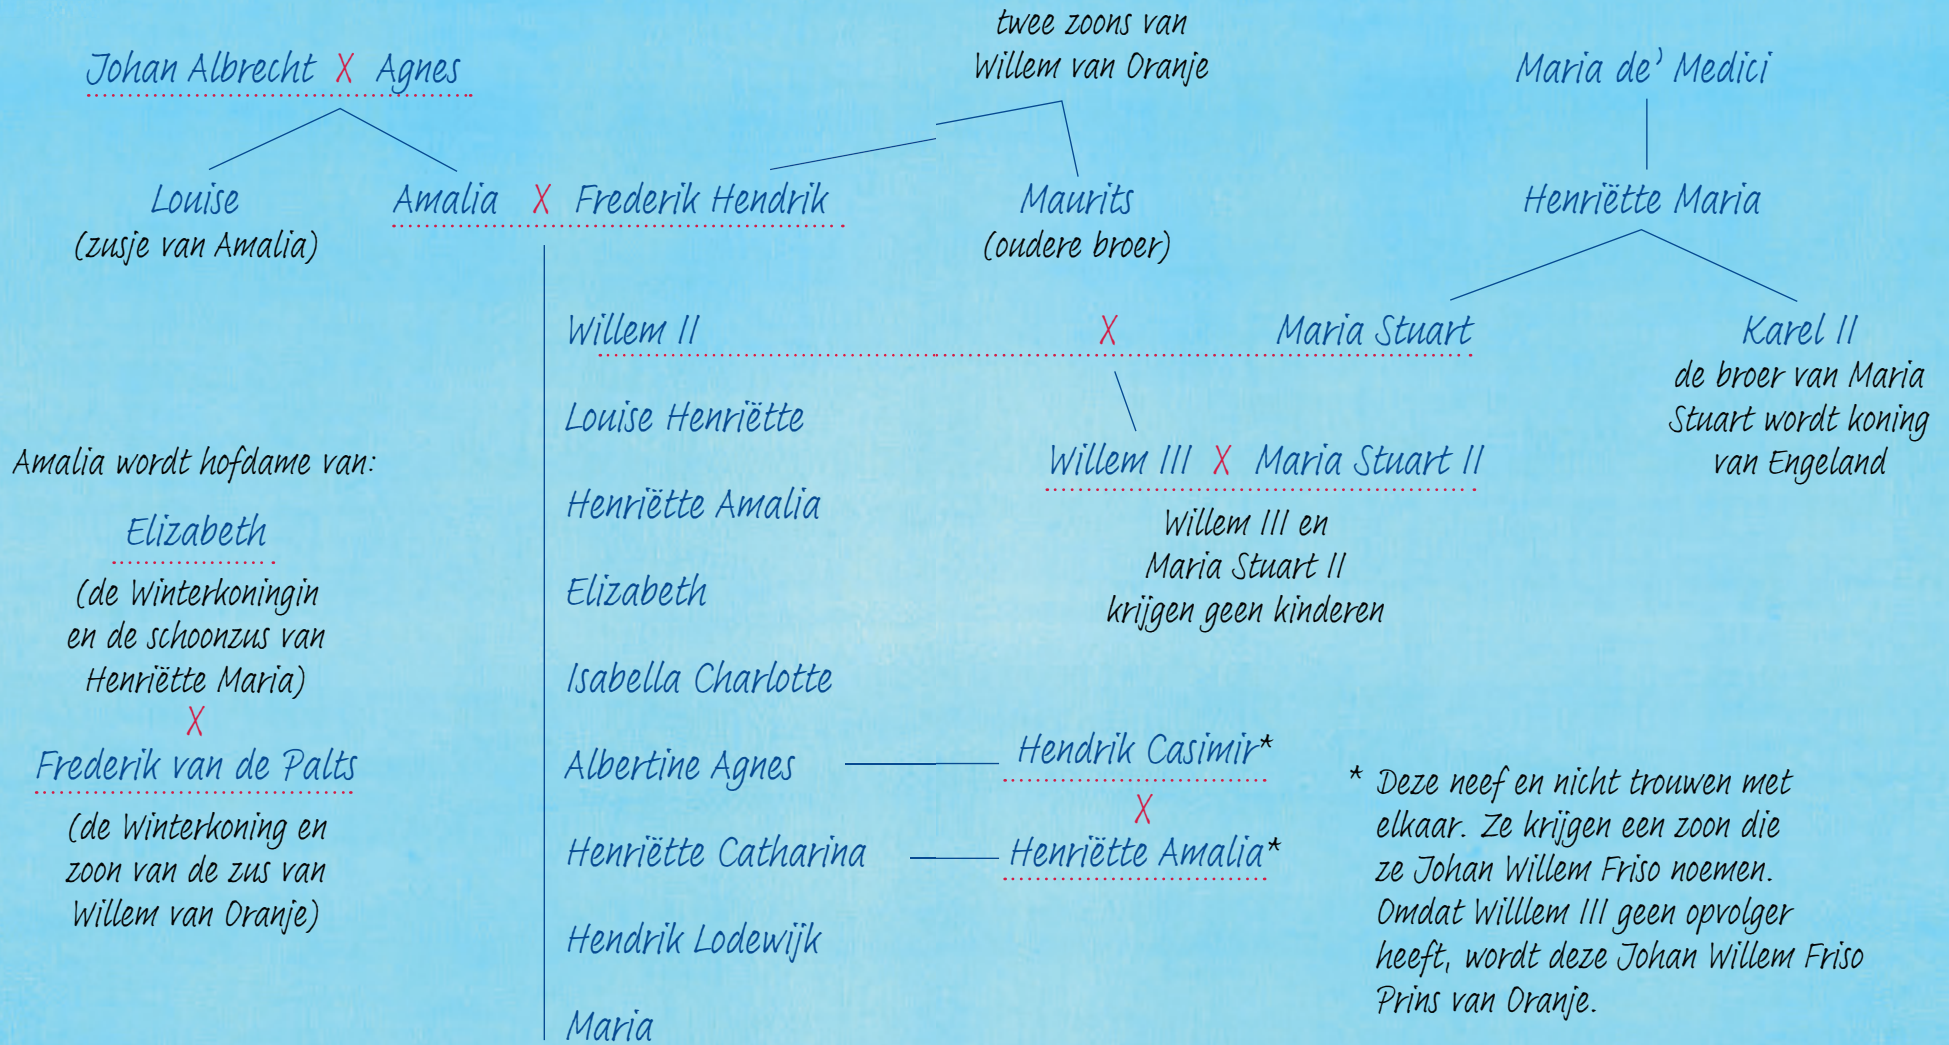 Johan Albrecht X Agnes
twee zoons van
Willem van Oranje
Maria de’ Medici
Louise
(zusje van Amalia)
Amalia X Frederik Hendrik
Maurits
(oudere broer)
Henriëtte Maria
Willem II X Maria Stuart
Karel II
de broer van Maria
Stuart wordt koning
van Engeland
Louise Henriëtte
Willem III X Maria Stuart II
Willem III en
Maria Stuart II
krijgen geen kinderen
Amalia wordt hofdame van:
Elizabeth
(de Winterkoningin
en de schoonzus van
Henriëtte Maria)
X
Frederik van de Palts
(de Winterkoning en
zoon van de zus van
Willem van Oranje)
Henriëtte Amalia
Elizabeth
Isabella Charlotte
Albertine Agnes
Hendrik Casimir*
X
Henriëtte Catharina
Henriëtte Amalia*
Hendrik Lodewijk
Maria
* Deze neef en nicht trouwen met
elkaar. Ze krijgen een zoon die
ze Johan Willem Friso noemen.
Omdat Willlem III geen opvolger
heeft, wordt deze Johan Willem Friso
Prins van Oranje.